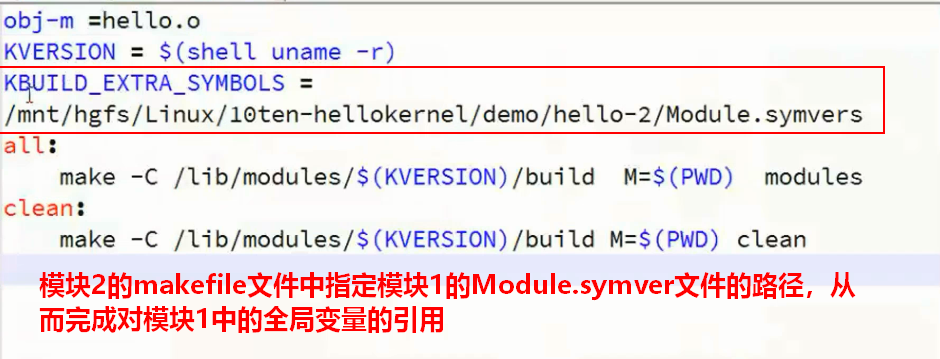 obj-m =hello.o
KVERSION = $(shell uname -r)
KBUILD_EXTRA_SYMBOLS =
/mnt/hgfs/Linux/10ten-hellokernel/demo/hello-2/Module.symvers
all:
    make -C /lib/modules/$(KVERSION)/build  M=$(PWD)  modules
clean:
    make -C /lib/modules/$(KVERSION)/build M=$(PWD) clean
模块2的makefile文件中指定模块1的Module.symver文件的路径，从
而完成对模块1中的全局变量的引用